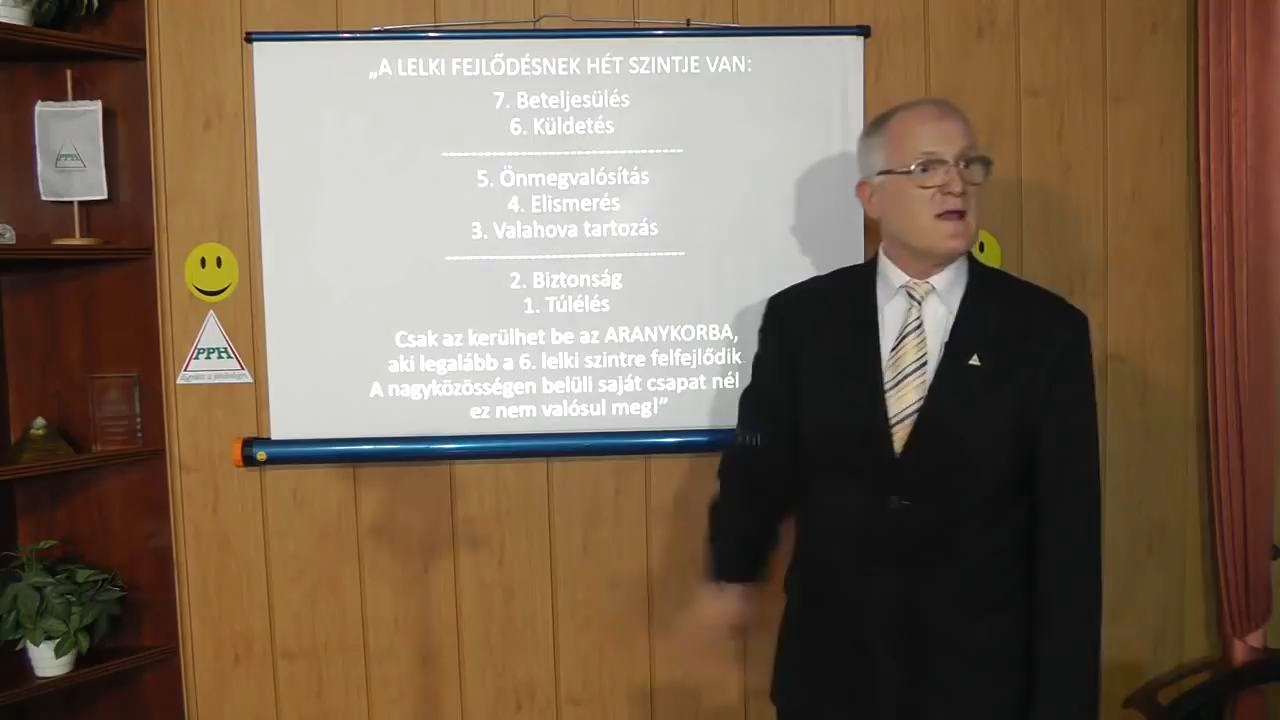 „A LELKI FEJLŐDÉSNEK HÉT SZINTJE VAN:
7. Beteljesülés
6. Küldetés
5. Önmegvalósítás
4. Elismerés
3. Valahova tartozás
2. Biztonság
1. Túlélés
Csak az kerülhet be az ARANYKORBA,
aki legalább a 6. lelki szintre felfejlődik.
A nagyközösségen belüli saját csapat nél
ez nem valósul meg!”
PPH
PPH